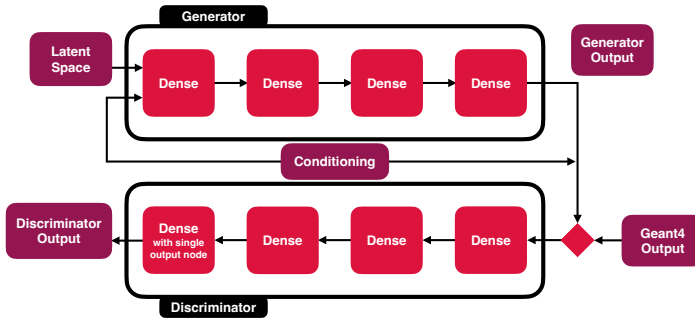 Generator
Latent
Space
Dense
Dense
Dense
Dense
Generator
Output
Conditioning
Discriminator
Output
Dense
with single
output node
Dense
Dense
Dense
Geant4
Output
Discriminator